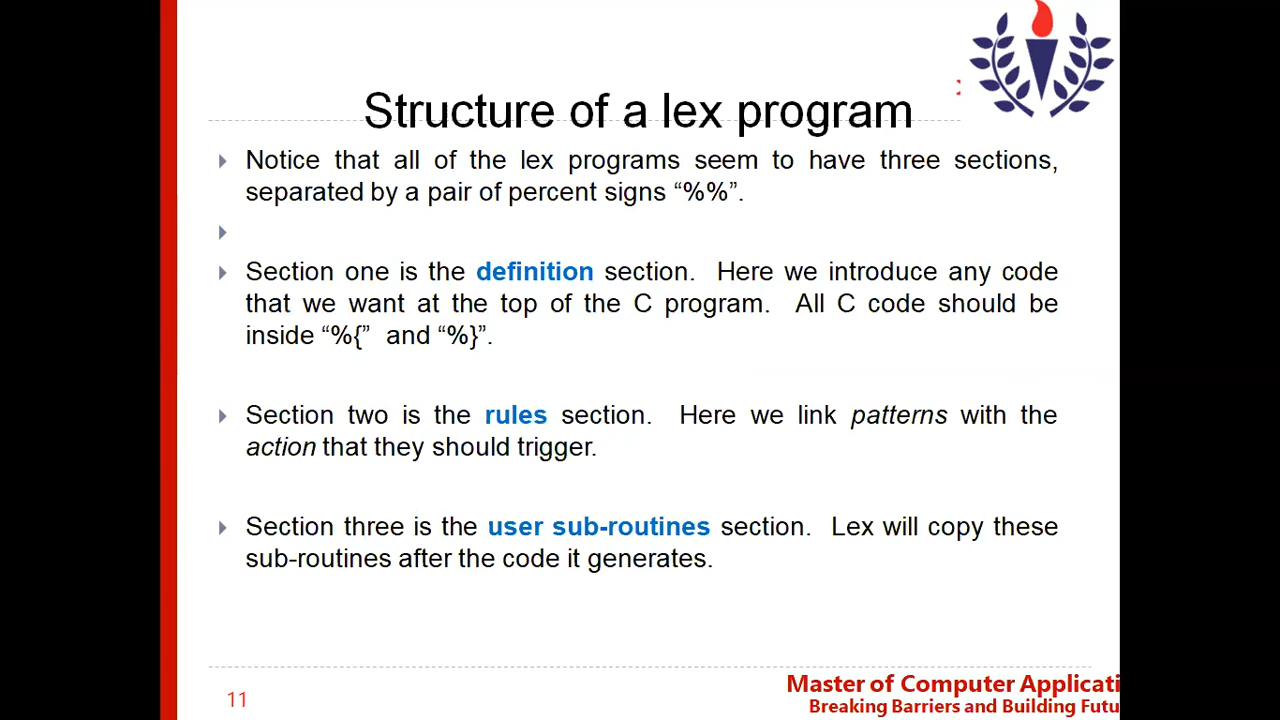 Structure of a lex program
Notice that all of the lex programs seem to have three sections,
separated by a pair of percent signs “%%”.
Section one is the definition section. Here we introduce any code
that we want at the top of the C program. All C code should be
inside “%{” and “%}”.
Section two is the rules section. Here we link patterns with the
action that they should trigger.
Section three is the user sub-routines section. Lex will copy these
sub-routines after the code it generates.
11
Master of Computer Applicati
Breaking Barriers and Building Futu